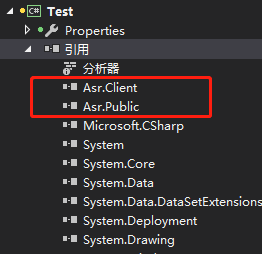 C# Test
Properties
引用
分析器
Asr.Client
Asr.Public
Microsoft.CSharp
System
System.Core
System.Data
System.Data.DataSetExtensions
System.Deployment
System.Drawing